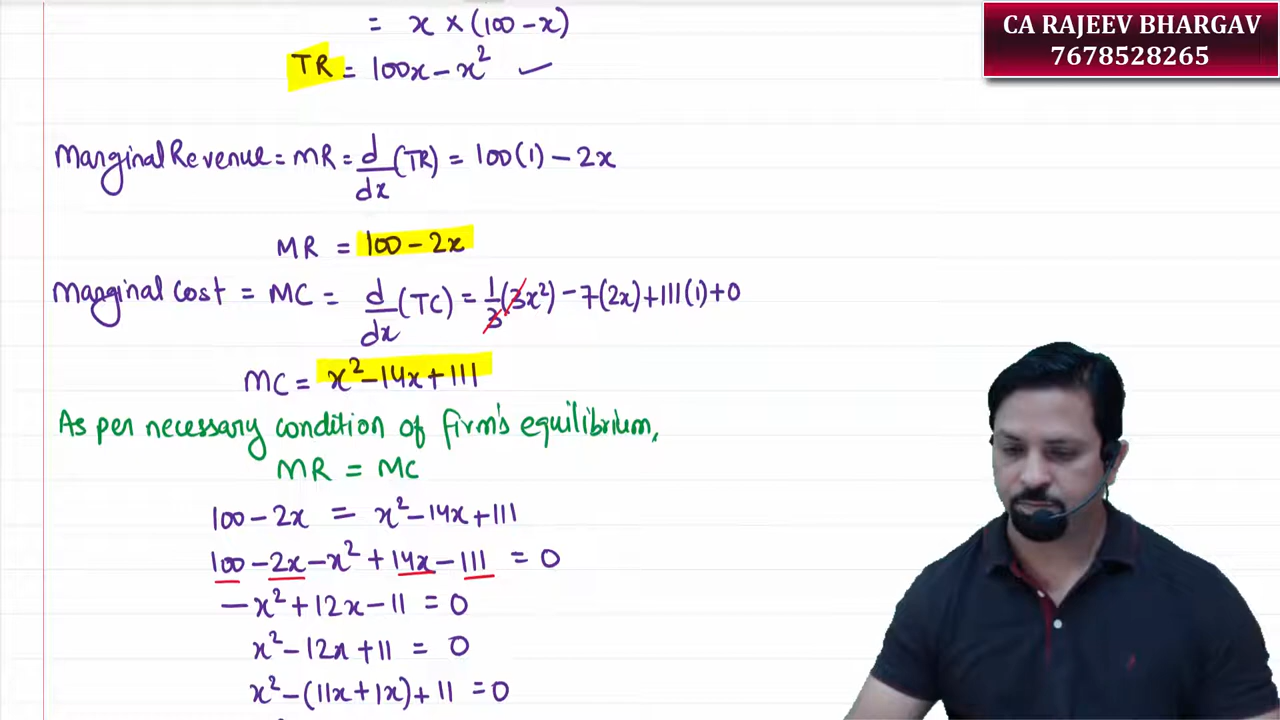 = x × (100 - x)
TR = 100x - x²
CA RAJEEV BHARGAV
7678528265
Marginal Revenue = MR = d/dx (TR) = 100(1) - 2x
MR = 100 - 2x
Marginal Cost = MC = d/dx (TC) = 1/3 (3x²) - 7(2x) + 111(1) + 0
MC = x² - 14x + 111
As per necessary condition of firm's equilibrium,
MR = MC
100 - 2x = x² - 14x + 111
100 - 2x - x² + 14x - 111 = 0
- x² + 12x - 11 = 0
x² - 12x + 11 = 0
x² - (11x + 1x) + 11 = 0